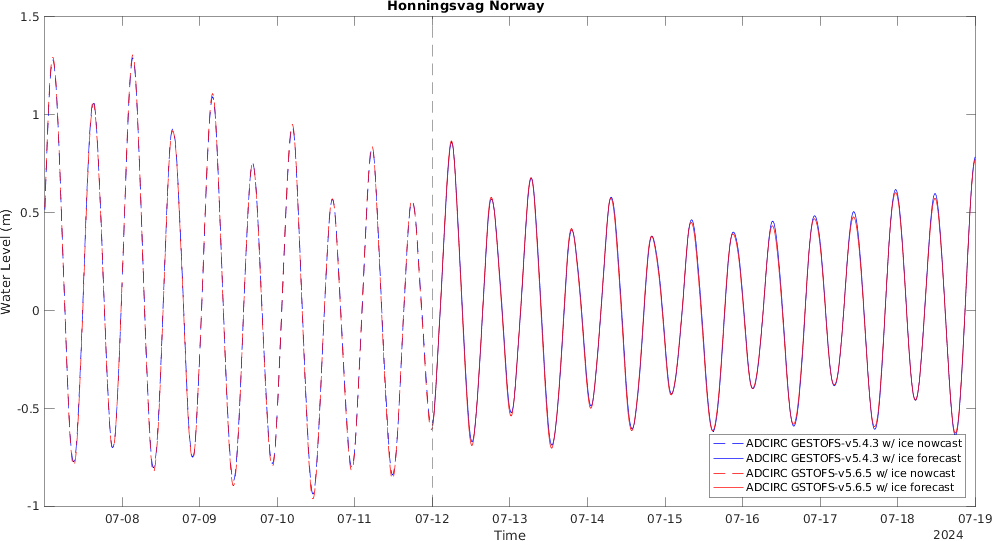 Honningsvag Norway
Water Level (m)
1.5
1
0.5
0
-0.5
-1
07-08 07-09 07-10 07-11 07-12 07-13 07-14 07-15 07-16 07-17 07-18 07-19
Time
2024
ADCIRC GESTOFS-v5.4.3 w/ ice nowcast
ADCIRC GESTOFS-v5.4.3 w/ ice forecast
ADCIRC GSTOFS-v5.6.5 w/ ice nowcast
ADCIRC GSTOFS-v5.6.5 w/ ice forecast